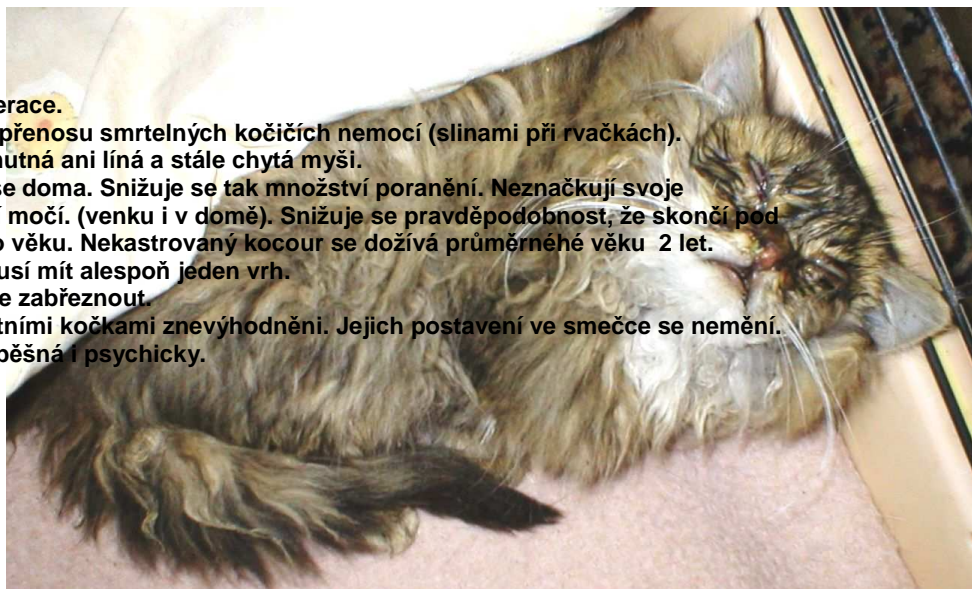 erace.
přenosu smrtelných kočičích nemocí (slinami při rvačkách).
nutná ani líná a stále chytá myši.
se doma. Snižuje se tak množství poranění. Neznačkují svoje
í močí. (venku i v domě). Snižuje se pravděpodobnost, že skončí pod
o věku. Nekastrovaný kocour se dožívá průměrnéhé věku 2 let.
usí mít alespoň jeden vrh.
e zabřeznout.
tními kočkami znevýhodněni. Jejich postavení ve smečce se nemění.
pěšná i psychicky.